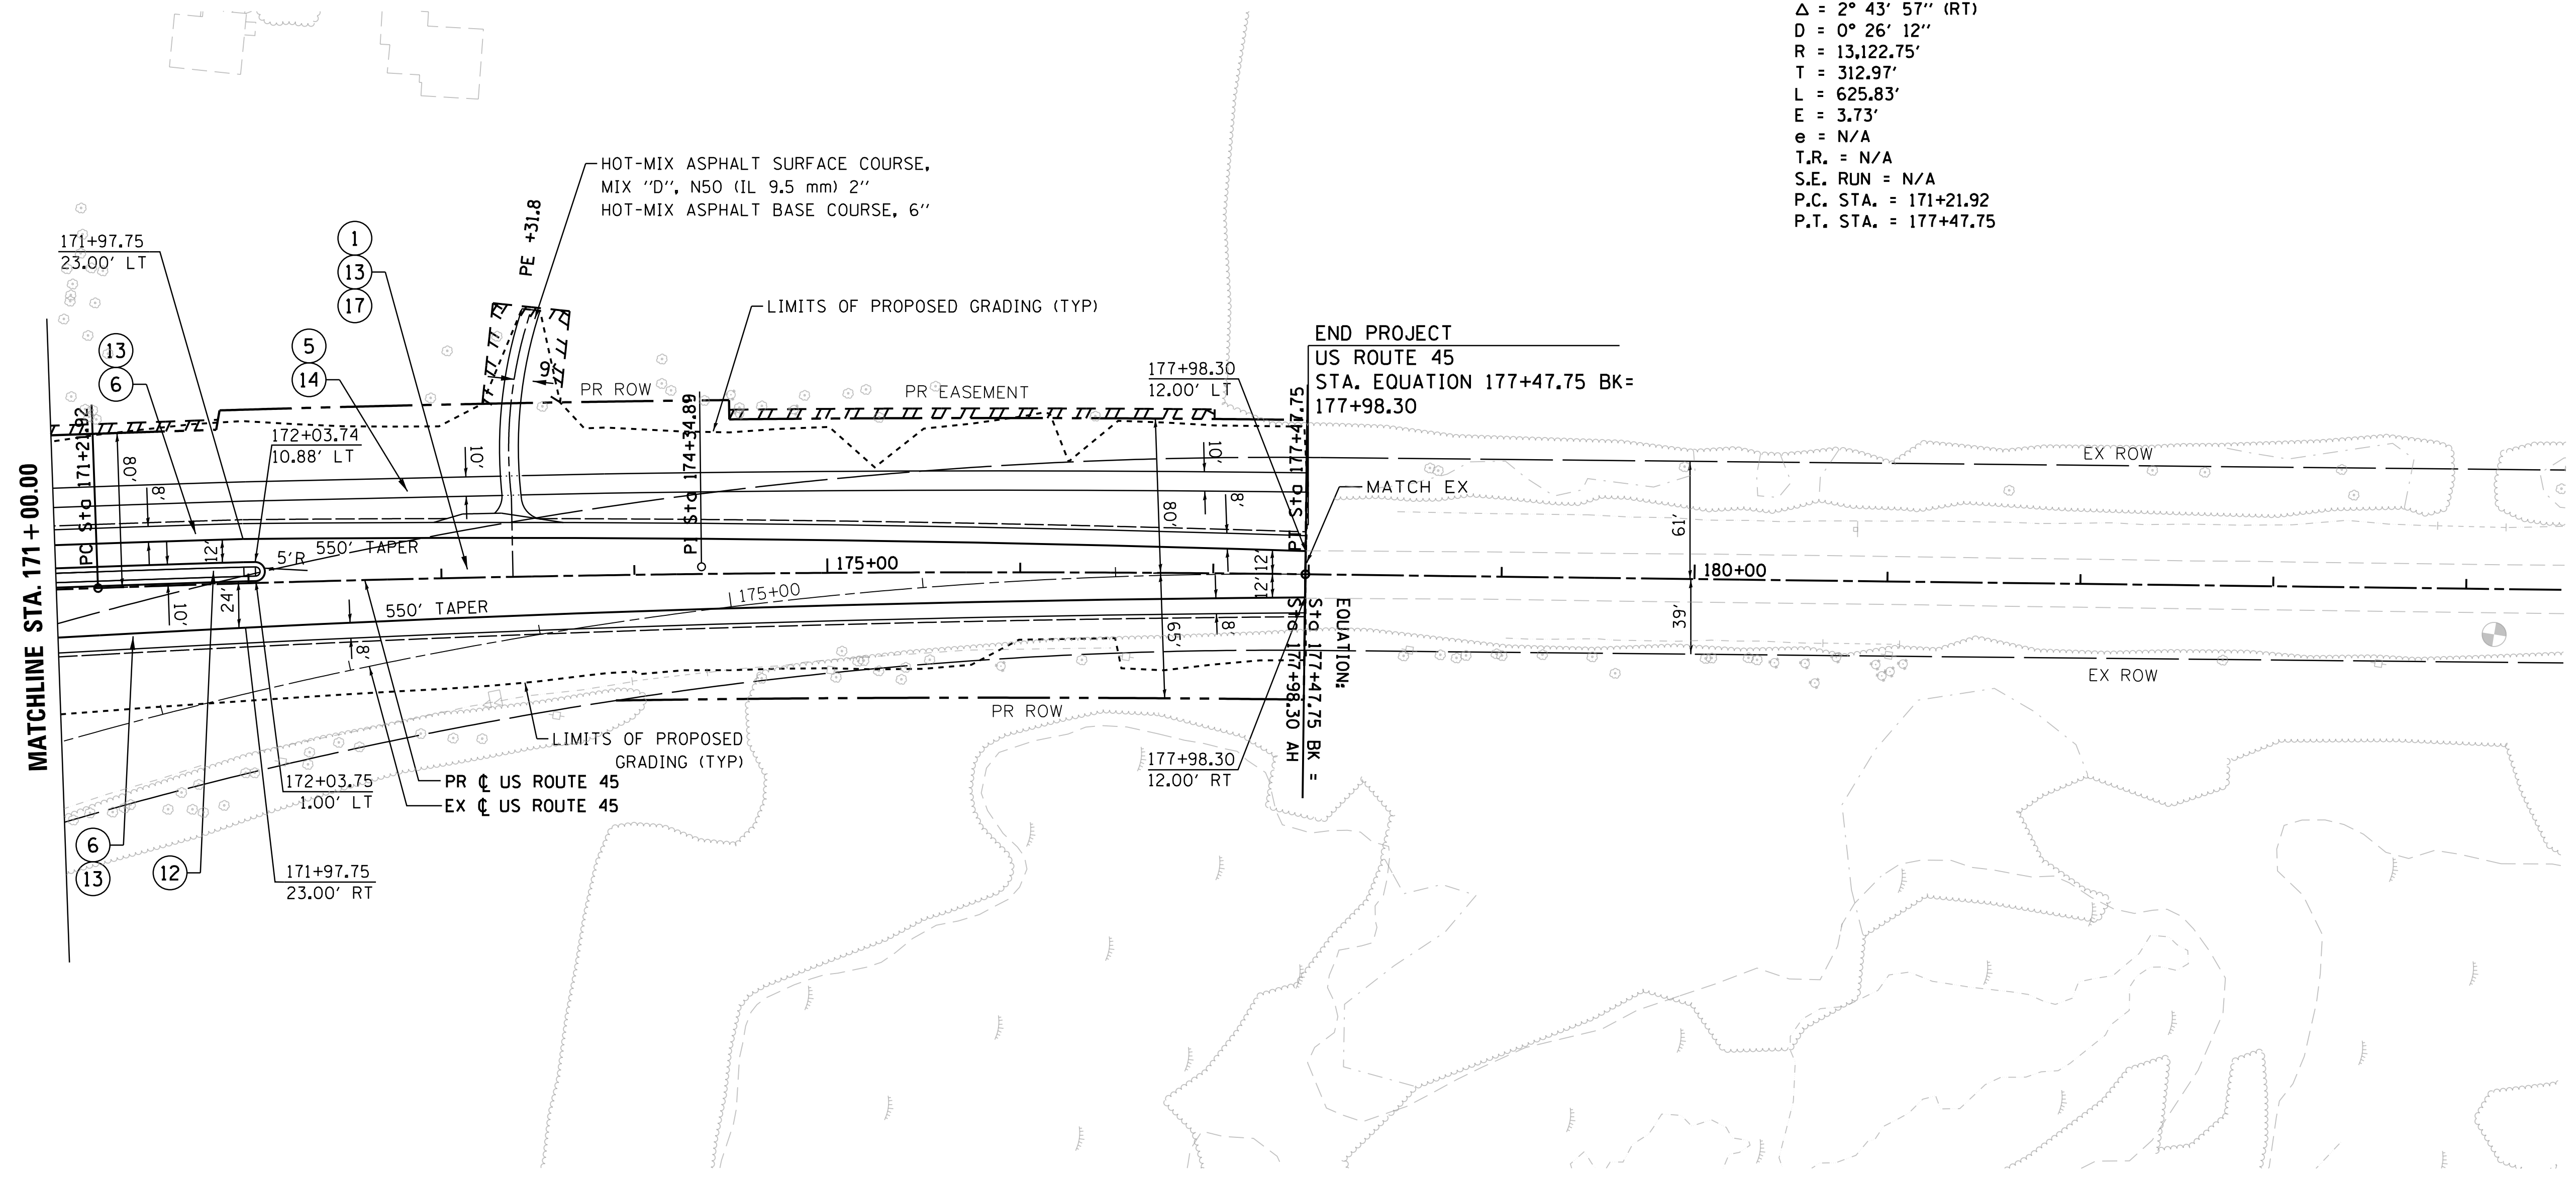 Δ = 2° 43' 57'' (RT)
D = 0° 26' 12''
R = 13,122.75'
T = 312.97'
L = 625.83'
E = 3.73'
e = N/A
T.R. = N/A
S.E. RUN = N/A
P.C. STA. = 171+21.92
P.T. STA. = 177+47.75
HOT-MIX ASPHALT SURFACE COURSE,
MIX "D", N50 (IL 9.5 mm) 2''
HOT-MIX ASPHALT BASE COURSE, 6''
PE +31.8
171+97.75
23.00' LT
1
13
17
LIMITS OF PROPOSED GRADING (TYP)
13
6
5
14
9'
PR ROW
PR EASEMENT
177+98.30
12.00' LT
END PROJECT
US ROUTE 45
STA. EQUATION 177+47.75 BK=
177+98.30
PC Sta 171+21.92
172+03.74
10.88' LT
PI Sta 174+34.89
PT Sta 177+47.75
80'
8'
10'
10'
8'
80'
MATCH EX
EX ROW
61'
MATCHLINE STA. 171+00.00
12'
5'R
550' TAPER
175+00
12'
12'
180+00
10'
24'
550' TAPER
175+00
8'
65'
8'
39'
EQUATION:
Sta 177+47.75 BK =
Sta 177+98.30 AH
EX ROW
PR ROW
LIMITS OF PROPOSED
GRADING (TYP)
172+03.75
1.00' LT
PR ℄ US ROUTE 45
EX ℄ US ROUTE 45
177+98.30
12.00' RT
6
13
12
171+97.75
23.00' RT